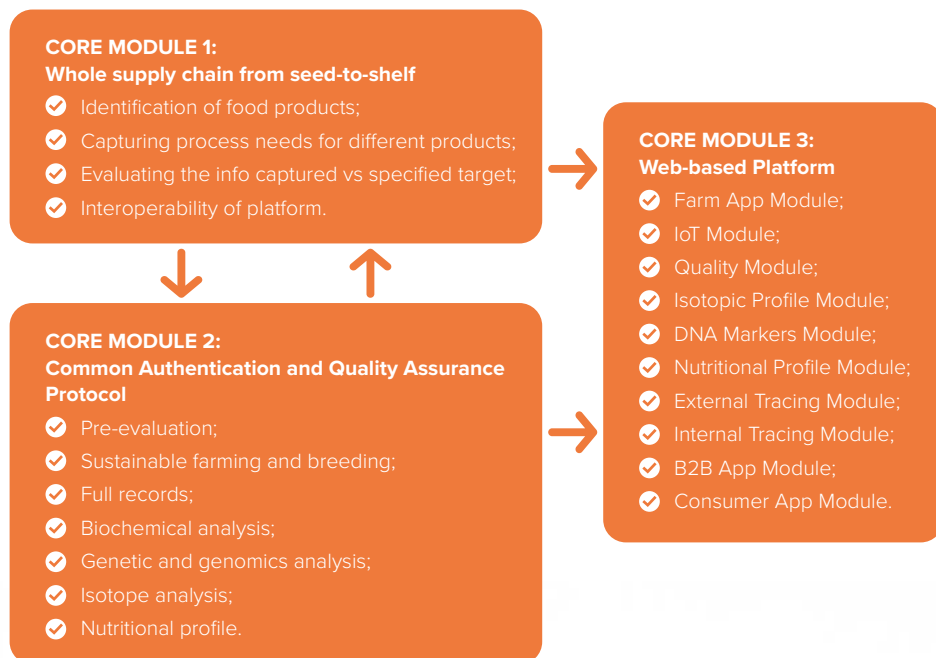 CORE MODULE 1:
Whole supply chain from seed-to-shelf
Identification of food products;
Capturing process needs for different products;
Evaluating the info captured vs specified target;
Interoperability of platform.
CORE MODULE 2:
Common Authentication and Quality Assurance
Protocol
Pre-evaluation;
Sustainable farming and breeding;
Full records;
Biochemical analysis;
Genetic and genomics analysis;
Isotope analysis;
Nutritional profile.
CORE MODULE 3:
Web-based Platform
Farm App Module;
IoT Module;
Quality Module;
Isotopic Profile Module;
DNA Markers Module;
Nutritional Profile Module;
External Tracing Module;
Internal Tracing Module;
B2B App Module;
Consumer App Module.